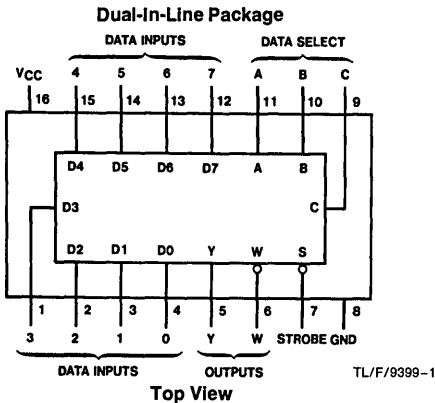 Dual-In-Line Package
DATA INPUTS DATA SELECT
VCC 4 5 6 7 A B C
16 15 14 13 12 11 10 9
D4 D5 D6 D7 A B
D3 C
D2 D1 D0 Y W S
1 2 3 4 5 6 7 8
3 2 1 0 Y W STROBE GND
DATA INPUTS OUTPUTS TL/F/9399-1
Top View